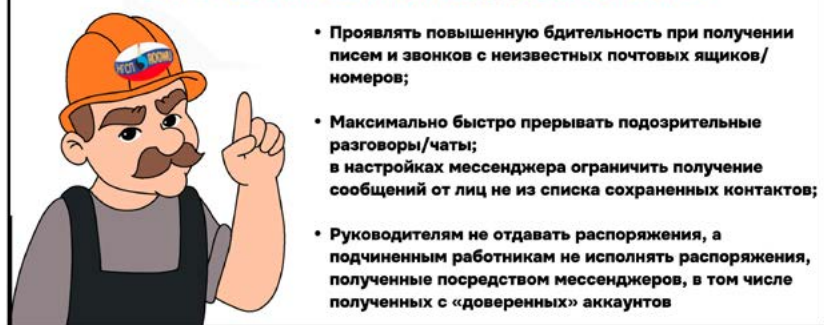 • Проявлять повышенную бдительность при получении
писем и звонков с неизвестных почтовых ящиков/
номеров;
• Максимально быстро прерывать подозрительные
разговоры/чаты;
в настройках мессенджера ограничить получение
сообщений от лиц не из списка сохраненных контактов;
• Руководителям не отдавать распоряжения, а
подчиненным работникам не исполнять распоряжения,
полученные посредством мессенджеров, в том числе
полученных с «доверенных» аккаунтов